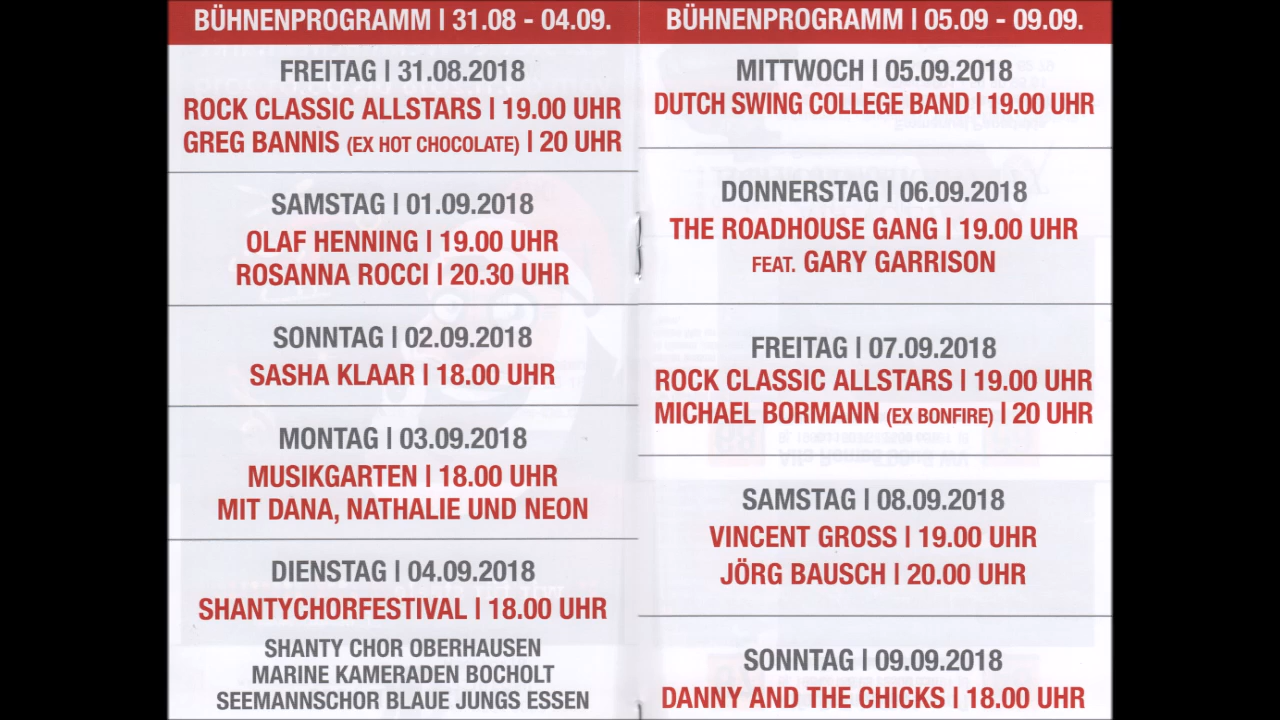 BÜHNENPROGRAMM | 31.08 - 04.09.
FREITAG | 31.08.2018
ROCK CLASSIC ALLSTARS | 19.00 UHR
GREG BANNIS (EX HOT CHOCOLATE) | 20 UHR
SAMSTAG | 01.09.2018
OLAF HENNING | 19.00 UHR
ROSANNA ROCCI | 20.30 UHR
SONNTAG | 02.09.2018
SASHA KLAAR | 18.00 UHR
MONTAG | 03.09.2018
MUSIKGARTEN | 18.00 UHR
MIT DANA, NATHALIE UND NEON
DIENSTAG | 04.09.2018
SHANTYCHORFESTIVAL | 18.00 UHR
SHANTY CHOR OBERHAUSEN
MARINE KAMERADEN BOCHOLT
SEEMANNSCHOR BLAUE JUNGS ESSEN
BÜHNENPROGRAMM | 05.09 - 09.09.
MITTWOCH | 05.09.2018
DUTCH SWING COLLEGE BAND | 19.00 UHR
DONNERSTAG | 06.09.2018
THE ROADHOUSE GANG | 19.00 UHR
FEAT. GARY GARRISON
FREITAG | 07.09.2018
ROCK CLASSIC ALLSTARS | 19.00 UHR
MICHAEL BORMANN (EX BONFIRE) | 20 UHR
SAMSTAG | 08.09.2018
VINCENT GROSS | 19.00 UHR
JÖRG BAUSCH | 20.00 UHR
SONNTAG | 09.09.2018
DANNY AND THE CHICKS | 18.00 UHR